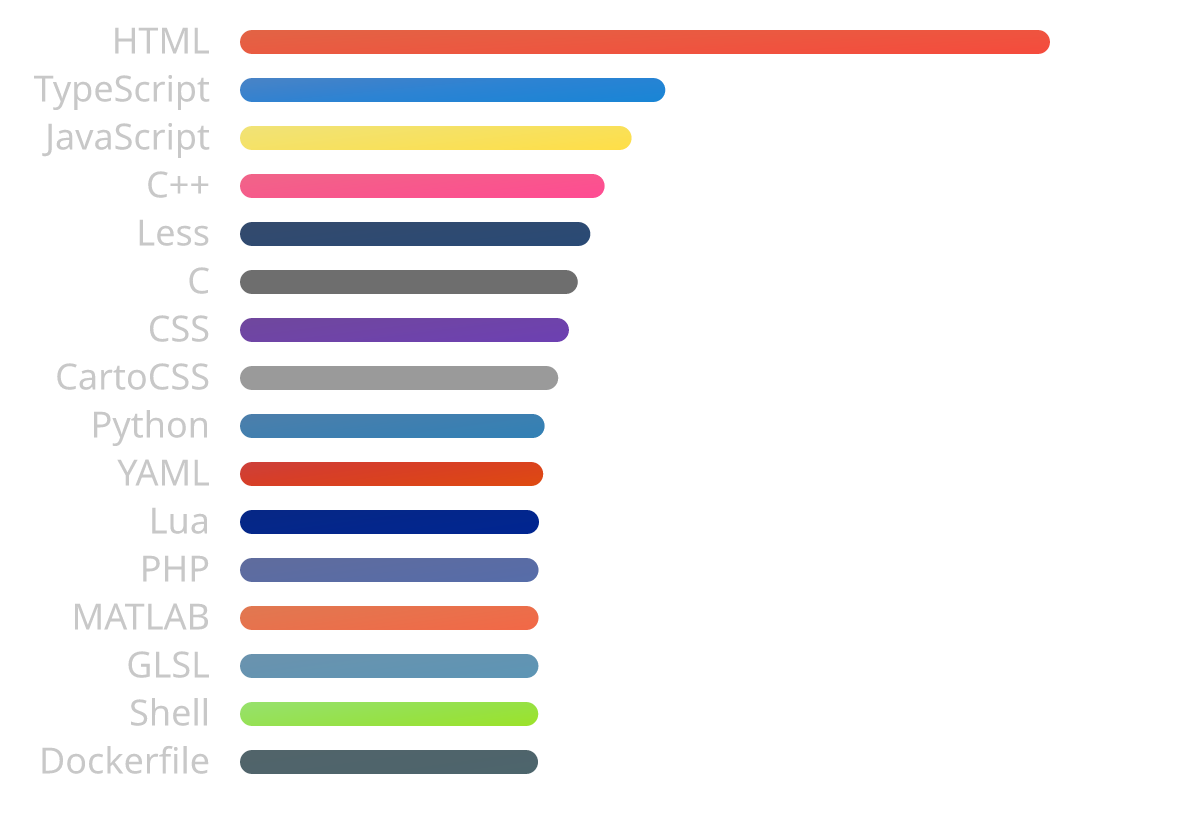 HTML
TypeScript
JavaScript
C++
Less
C
CSS
CartoCSS
Python
YAML
Lua
PHP
MATLAB
GLSL
Shell
Dockerfile